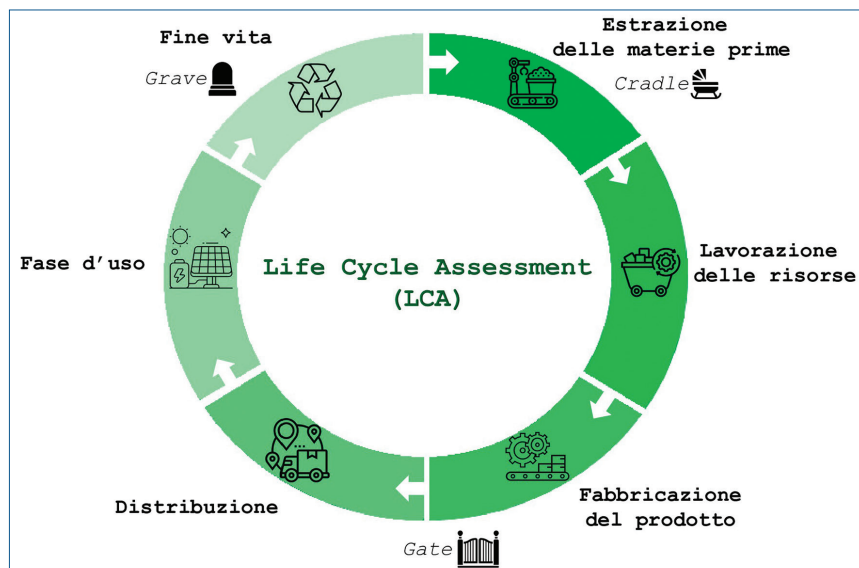 Estrazione
delle materie prime
Cradle
Lavorazione
delle risorse
Fabbricazione
del prodotto
Gate
Distribuzione
Fase d'uso
Fine vita
Grave
Life Cycle Assessment
(LCA)